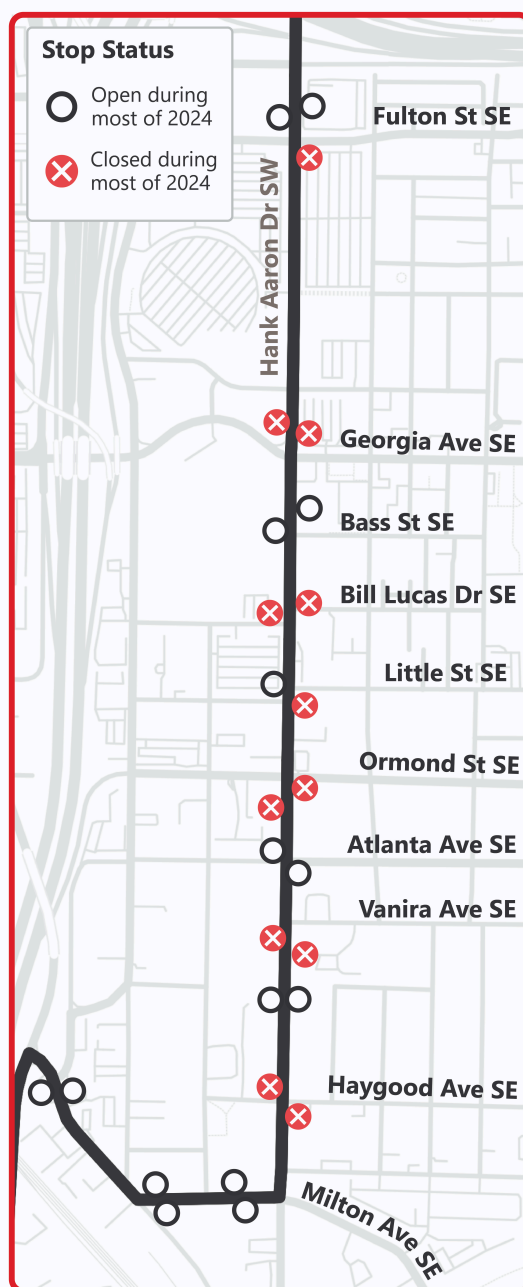 Stop Status
Open during
most of 2024
Closed during
most of 2024
Fulton St SE
Hank Aaron Dr SW
Georgia Ave SE
Bass St SE
Bill Lucas Dr SE
Little St SE
Ormond St SE
Atlanta Ave SE
Vanira Ave SE
Haygood Ave SE
Milton Ave SE